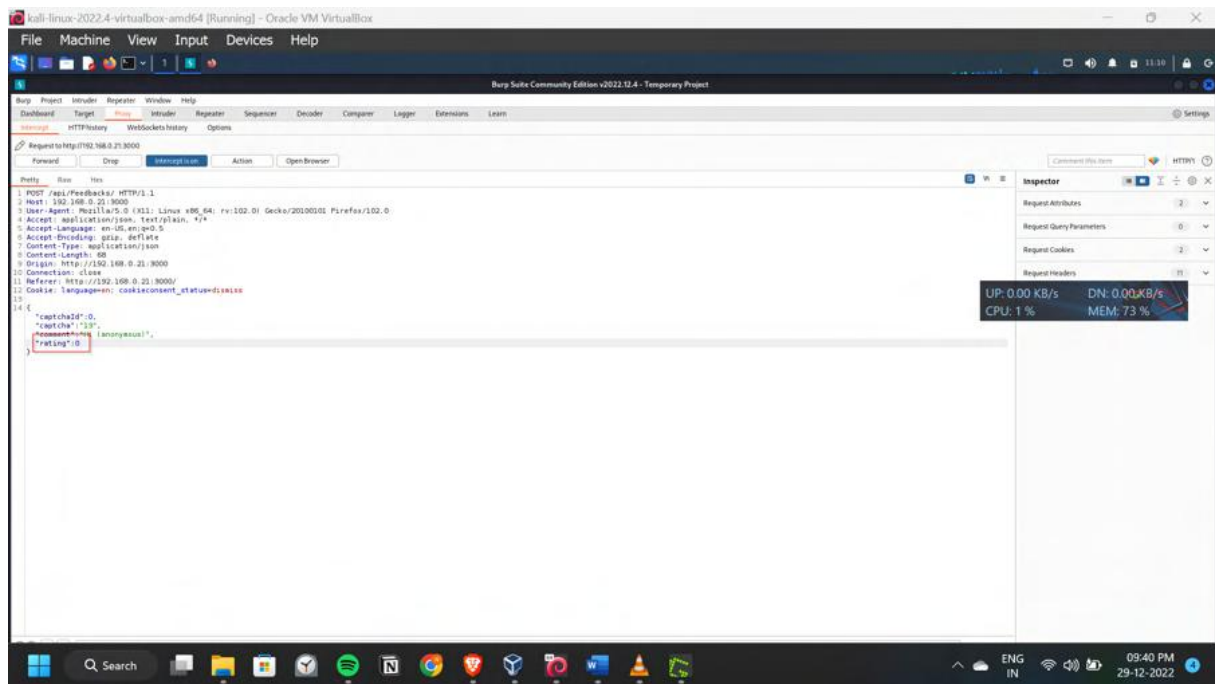 kali-linux-2022.4-virtualbox-amd64 [Running] - Oracle VM VirtualBox
File Machine View Input Devices Help
1
11:10
Burp Suite Community Edition v2022.12.4 - Temporary Project
Burp Project Intruder Repeater Window Help
Dashboard Target Proxy Intruder Repeater Sequencer Decoder Comparer Logger Extensions Learn
Settings
Intercept HTTP history WebSockets history Options
Request to http://192.168.0.21:3000
Forward Drop Intercept is on Action Open Browser
Comment this item
HTTP/1
Pretty Raw Hex
Inspector
1 POST /api/Feedbacks/ HTTP/1.1
2 Host: 192.168.0.21:3000
3 User-Agent: Mozilla/5.0 (X11; Linux x86_64; rv:102.0) Gecko/20100101 Firefox/102.0
4 Accept: application/json, text/plain, */*
5 Accept-Language: en-US,en;q=0.5
6 Accept-Encoding: gzip, deflate
7 Content-Type: application/json
8 Content-Length: 68
9 Origin: http://192.168.0.21:3000
10 Connection: close
11 Referer: http://192.168.0.21:3000/
12 Cookie: language=en; cookieconsent_status=dismiss
13
14 {
"captchaId":0,
"captcha":"13",
"comment": (anonymous)",
"rating":0
}
Request Attributes 2
Request Query Parameters 0
Request Cookies 2
Request Headers 11
UP: 0.00 KB/s DN: 0.00 KB/s
CPU: 1 % MEM: 73 %
Search
ENG
IN
09:40 PM
29-12-2022
4